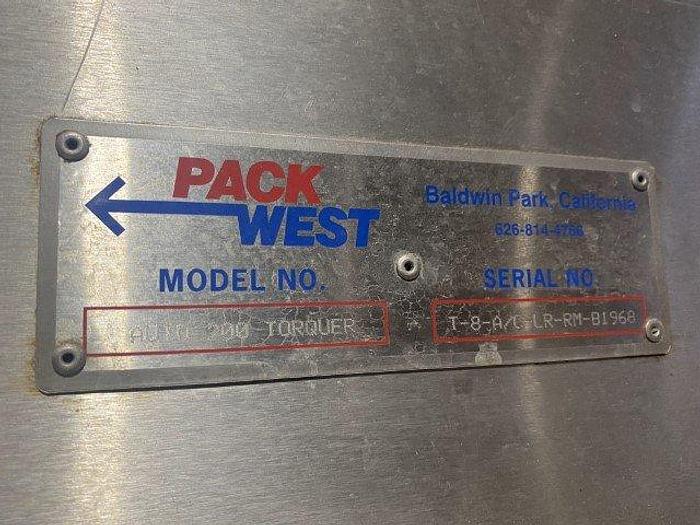 PACK
WEST
Baldwin Park, California
626-814-4766
MODEL NO.
SERIAL NO.
AUTO 200 TORQUER
T-8-A/C-LR-RM-B1968